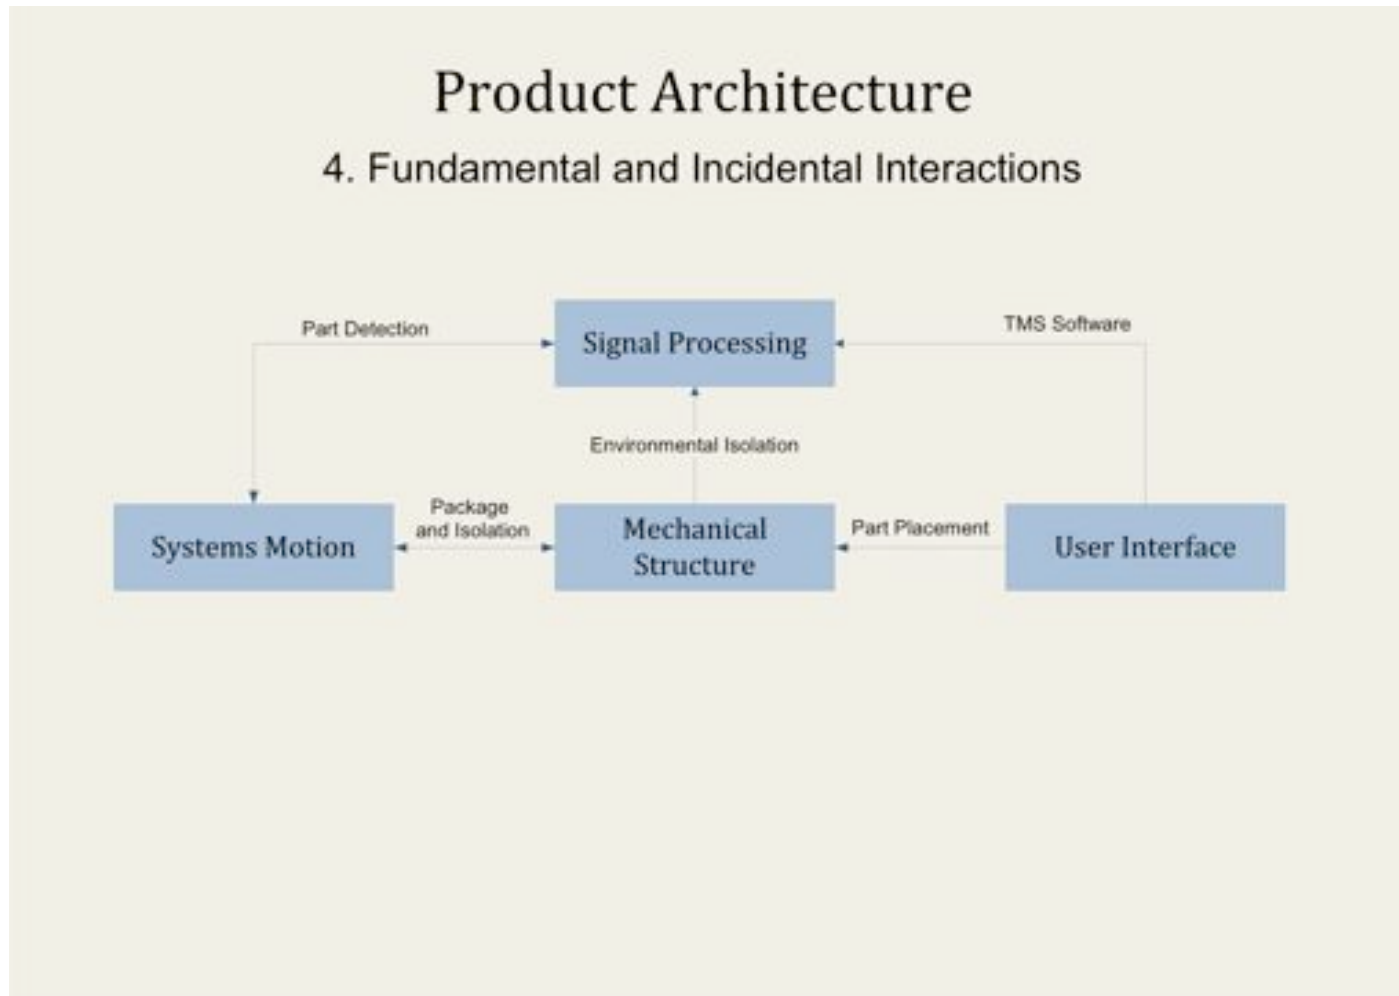 Product Architecture
4. Fundamental and Incidental Interactions
Part Detection
Signal Processing
TMS Software
Environmental Isolation
Systems Motion
Package
and Isolation
Mechanical
Structure
Part Placement
User Interface